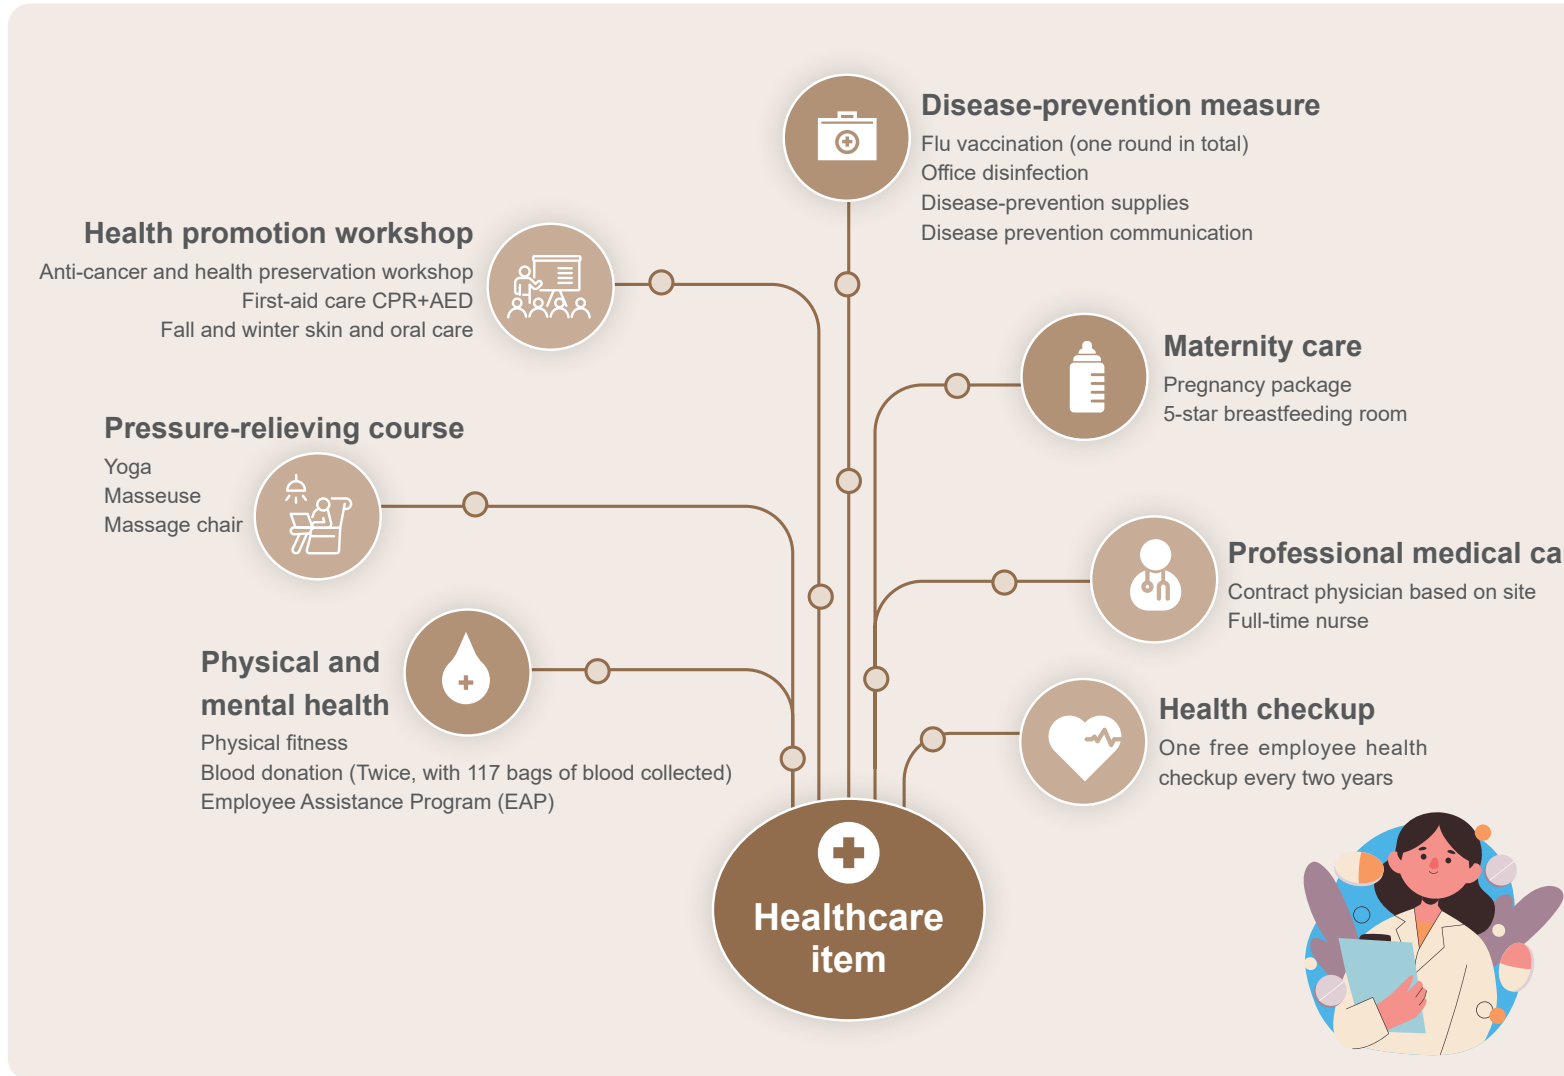 Disease-prevention measure
Flu vaccination (one round in total)
Office disinfection
Disease-prevention supplies
Disease prevention communication
Health promotion workshop
Anti-cancer and health preservation workshop
First-aid care CPR+AED
Fall and winter skin and oral care
Maternity care
Pregnancy package
5-star breastfeeding room
Pressure-relieving course
Yoga
Masseuse
Massage chair
Professional medical ca
Contract physician based on site
Full-time nurse
Physical and
mental health
Physical fitness
Blood donation (Twice, with 117 bags of blood collected)
Employee Assistance Program (EAP)
Health checkup
One free employee health
checkup every two years
Healthcare
item